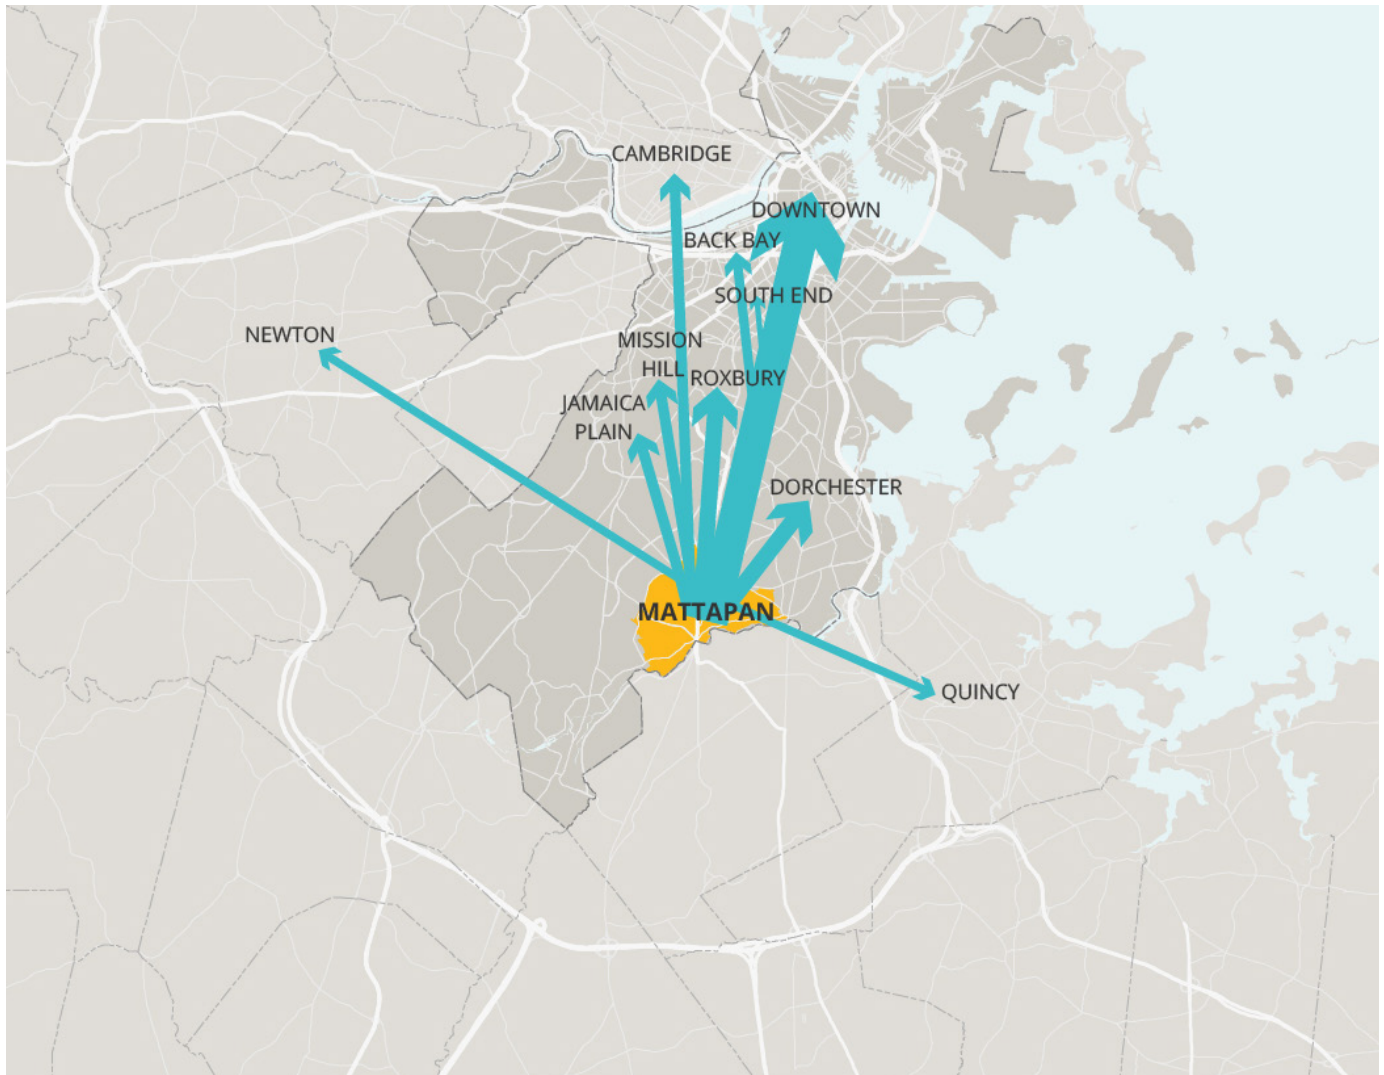 CAMBRIDGE
DOWNTOWN
BACK BAY
SOUTH END
NEWTON
MISSION
HILL
ROXBURY
JAMAICA
PLAIN
DORCHESTER
MATTAPAN
QUINCY